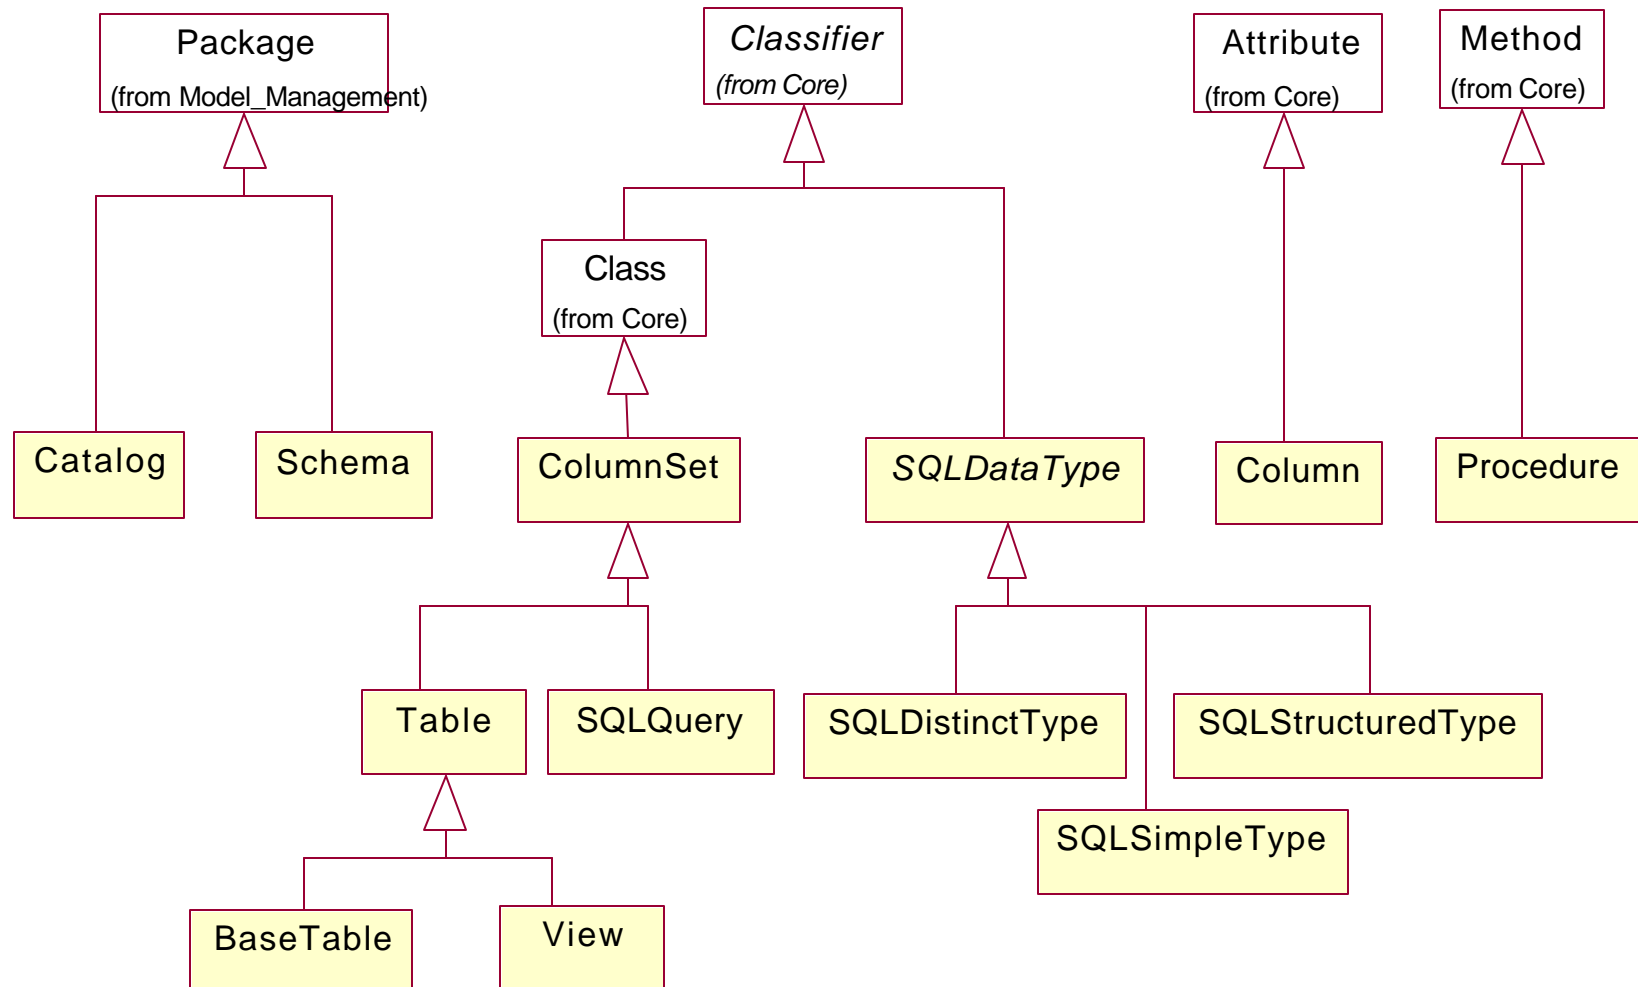 Package
(from Model_Management)
Classifier
(from Core)
Attribute
(from Core)
Method
(from Core)
Class
(from Core)
Catalog
Schema
ColumnSet
SQLDataType
Column
Procedure
Table
SQLQuery
SQLDistinctType
SQLStructuredType
SQLSimpleType
BaseTable
View